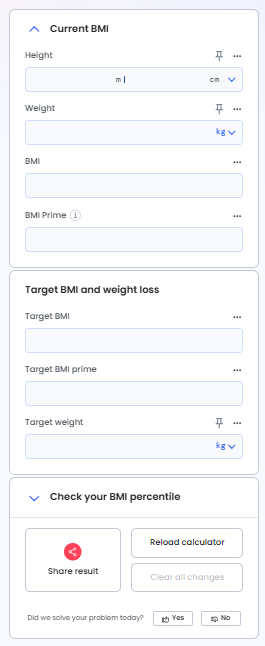 Current BMI
Height
m cm
Weight
kg
BMI
BMI Prime i
Target BMI and weight loss
Target BMI
Target BMI prime
Target weight
kg
Check your BMI percentile
Share result
Reload calculator
Clear all changes
Did we solve your problem today? Yes No